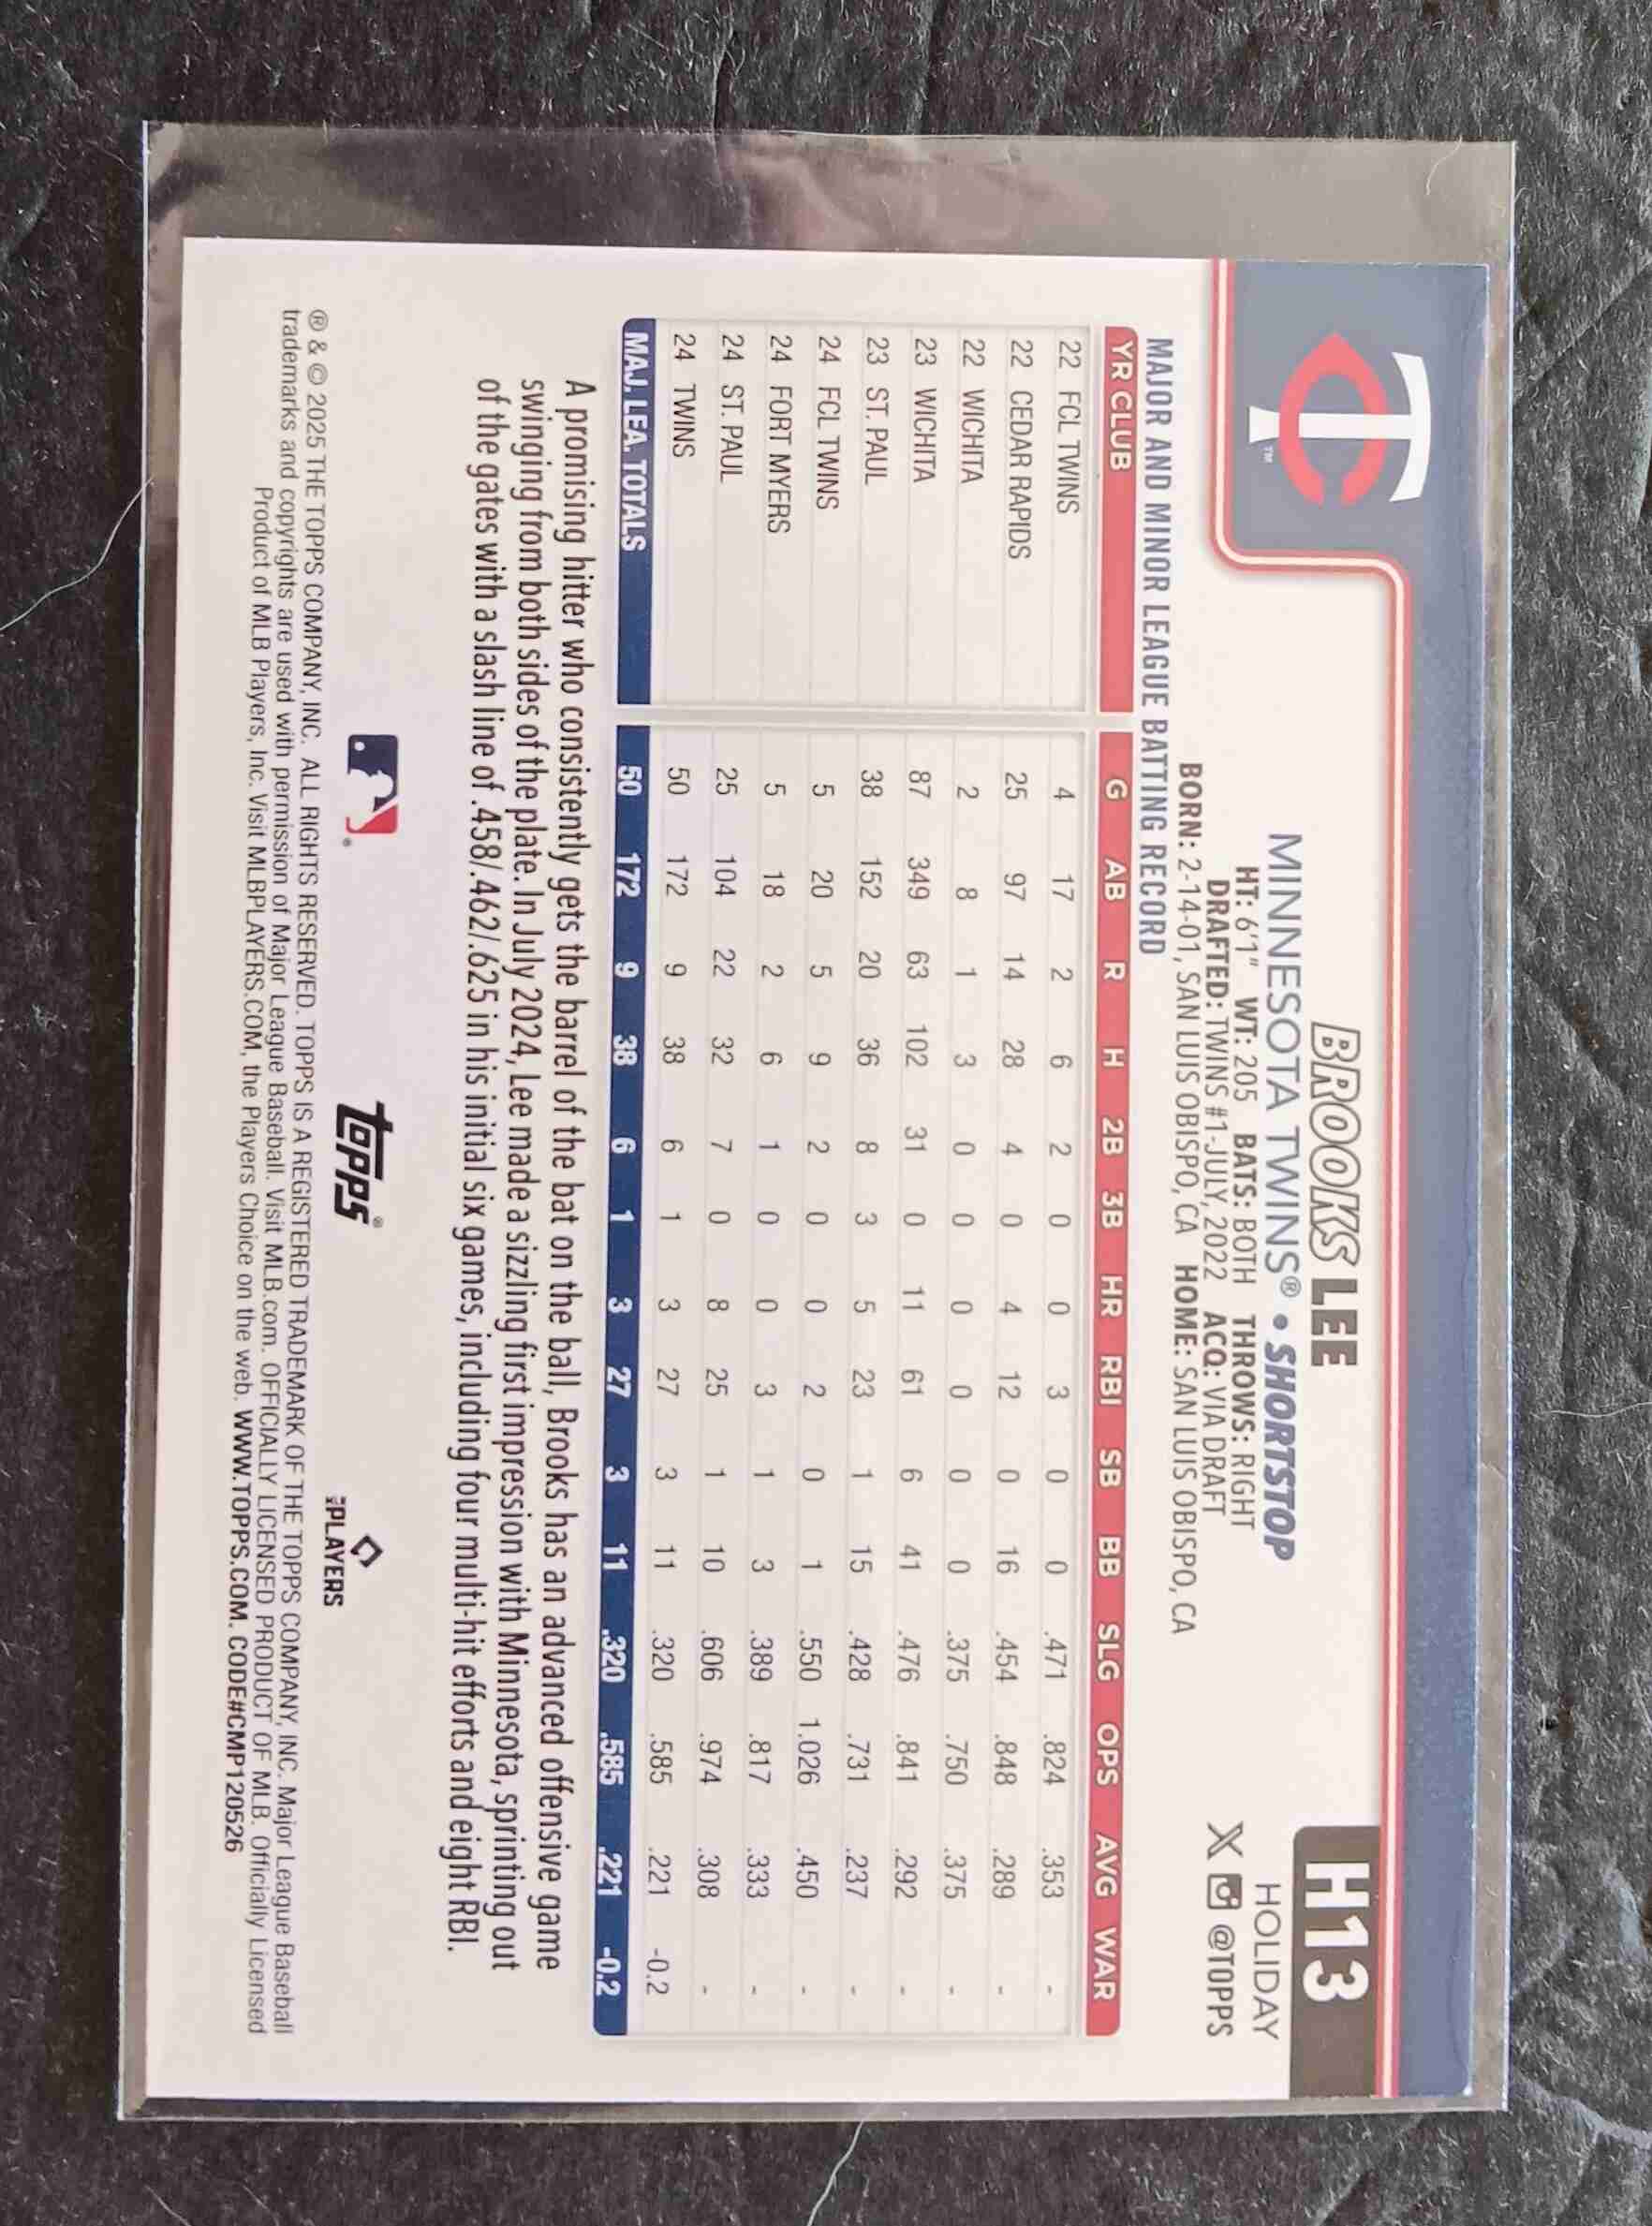 TC™
BROOKS LEE
MINNESOTA TWINS® • SHORTSTOP
HT: 6'1" WT: 205 BATS: BOTH THROWS: RIGHT
DRAFTED: TWINS #1-JULY, 2022 ACQ: VIA DRAFT
BORN: 2-14-01, SAN LUIS OBISPO, CA HOME: SAN LUIS OBISPO, CA
H13
HOLIDAY
X @TOPPS
MAJOR AND MINOR LEAGUE BATTING RECORD
YR CLUB G AB R H 2B 3B HR RBI SB BB SLG OPS AVG WAR
22 FCL TWINS 4 17 2 6 2 0 0 3 0 0 .471 .824 .353 -
22 CEDAR RAPIDS 25 97 14 28 4 0 4 12 0 16 .454 .848 .289 -
22 WICHITA 2 8 1 3 0 0 0 0 0 0 .375 .750 .375 -
23 WICHITA 87 349 63 102 31 0 11 61 6 41 .476 .841 .292 -
23 ST. PAUL 38 152 20 36 8 3 5 23 1 15 .428 .731 .237 -
24 FCL TWINS 5 20 5 9 2 0 0 2 0 1 .550 1.026 .450 -
24 FORT MYERS 5 18 2 6 1 0 0 3 1 3 .389 .817 .333 -
24 ST. PAUL 25 104 22 32 7 0 8 25 1 10 .606 .974 .308 -
24 TWINS 50 172 9 38 6 1 3 27 3 11 .320 .585 .221 -0.2
MAJ. LEA. TOTALS 50 172 9 38 6 1 3 27 3 11 .320 .585 .221 -0.2
A promising hitter who consistently gets the barrel of the bat on the ball, Brooks has an advanced offensive game
swinging from both sides of the plate. In July 2024, Lee made a sizzling first impression with Minnesota, sprinting out
of the gates with a slash line of .458/.462/.625 in his initial six games, including four multi-hit efforts and eight RBI.
topps®
PLAYERS
® & © 2025 THE TOPPS COMPANY, INC. ALL RIGHTS RESERVED. TOPPS IS A REGISTERED TRADEMARK OF THE TOPPS COMPANY, INC. Major League Baseball
trademarks and copyrights are used with permission of Major League Baseball. Visit MLB.com. OFFICIALLY LICENSED PRODUCT OF MLB. Officially Licensed
Product of MLB Players, Inc. Visit MLBPLAYERS.COM, the Players Choice on the web. WWW.TOPPS.COM. CODE#CMP120526